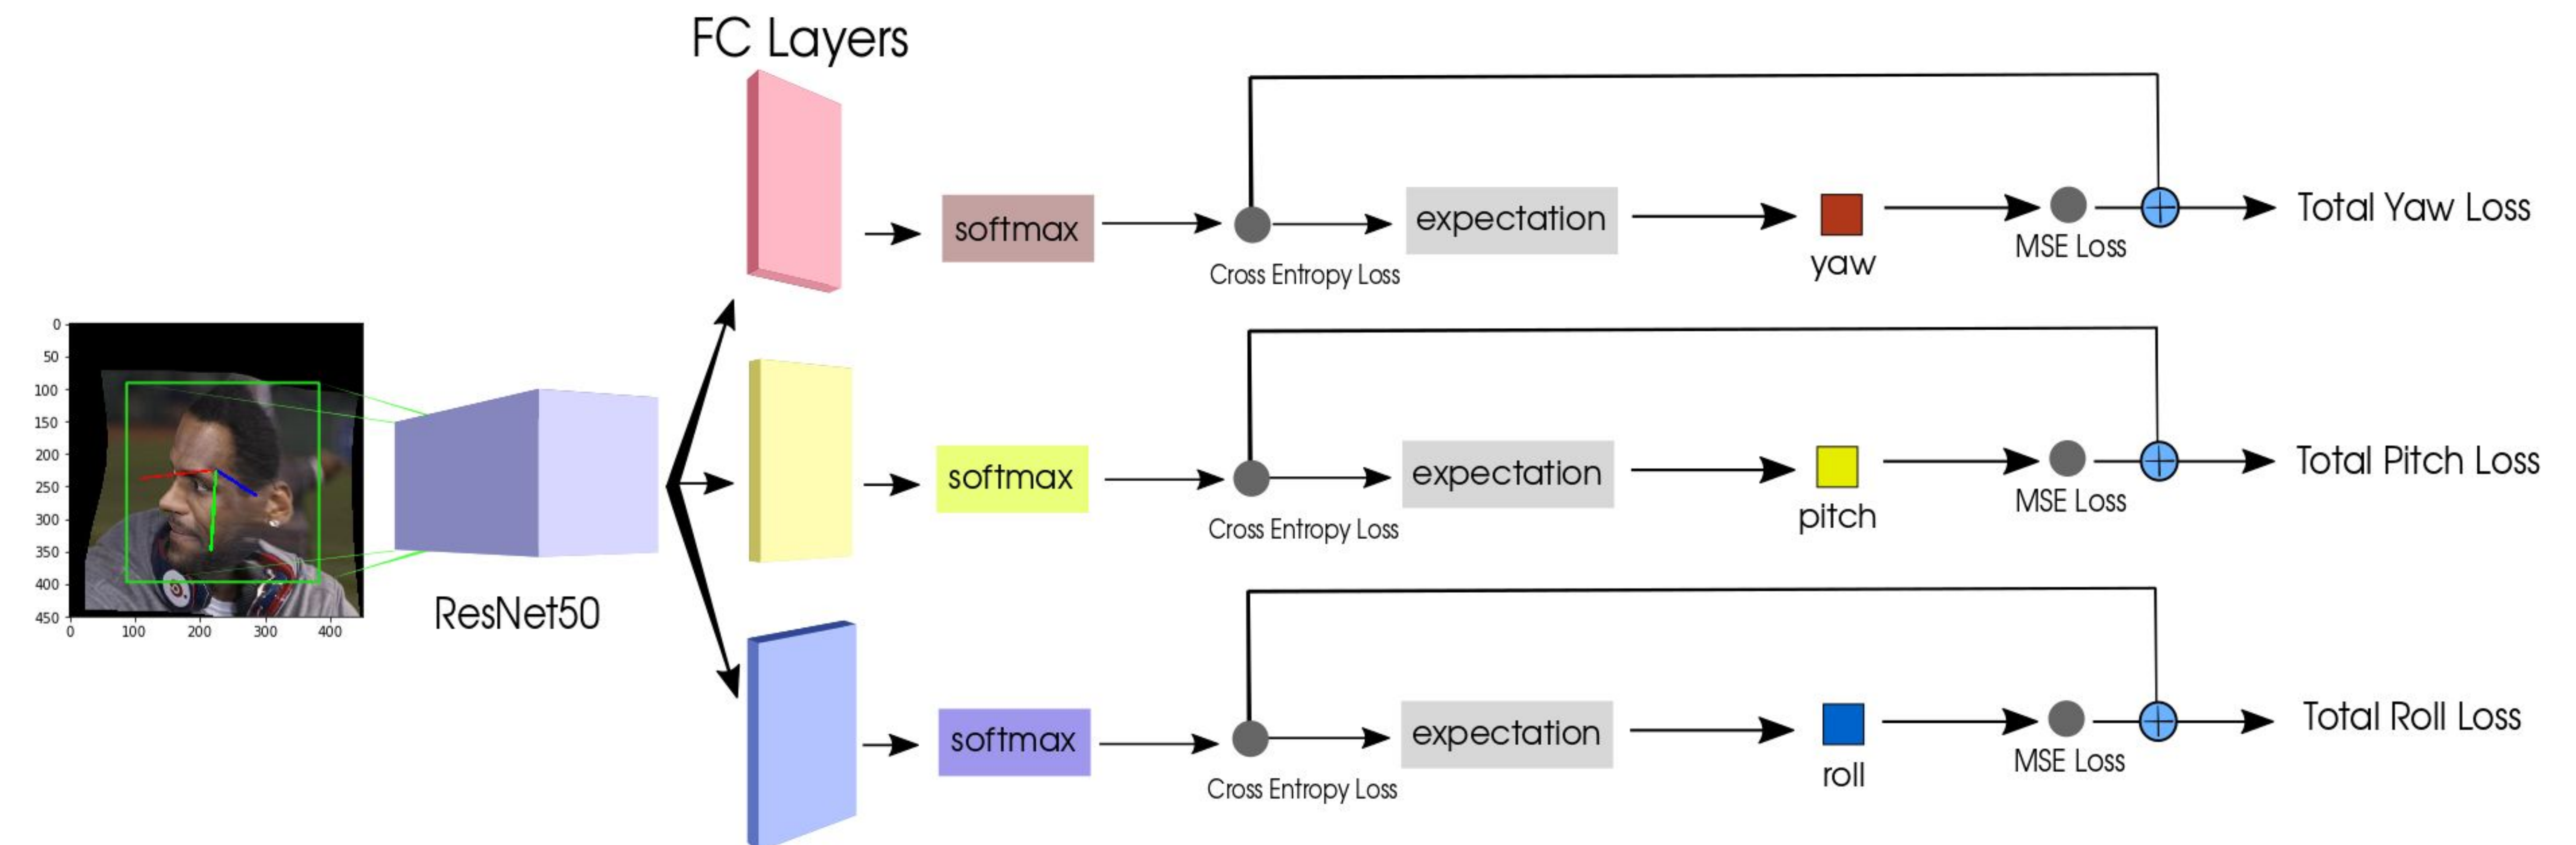 FC Layers
softmax
Cross Entropy Loss
expectation
yaw
MSE Loss
Total Yaw Loss
0
50
100
150
200
250
300
350
400
450
0 100 200 300 400
ResNet50
softmax
Cross Entropy Loss
expectation
pitch
MSE Loss
Total Pitch Loss
softmax
Cross Entropy Loss
expectation
roll
MSE Loss
Total Roll Loss